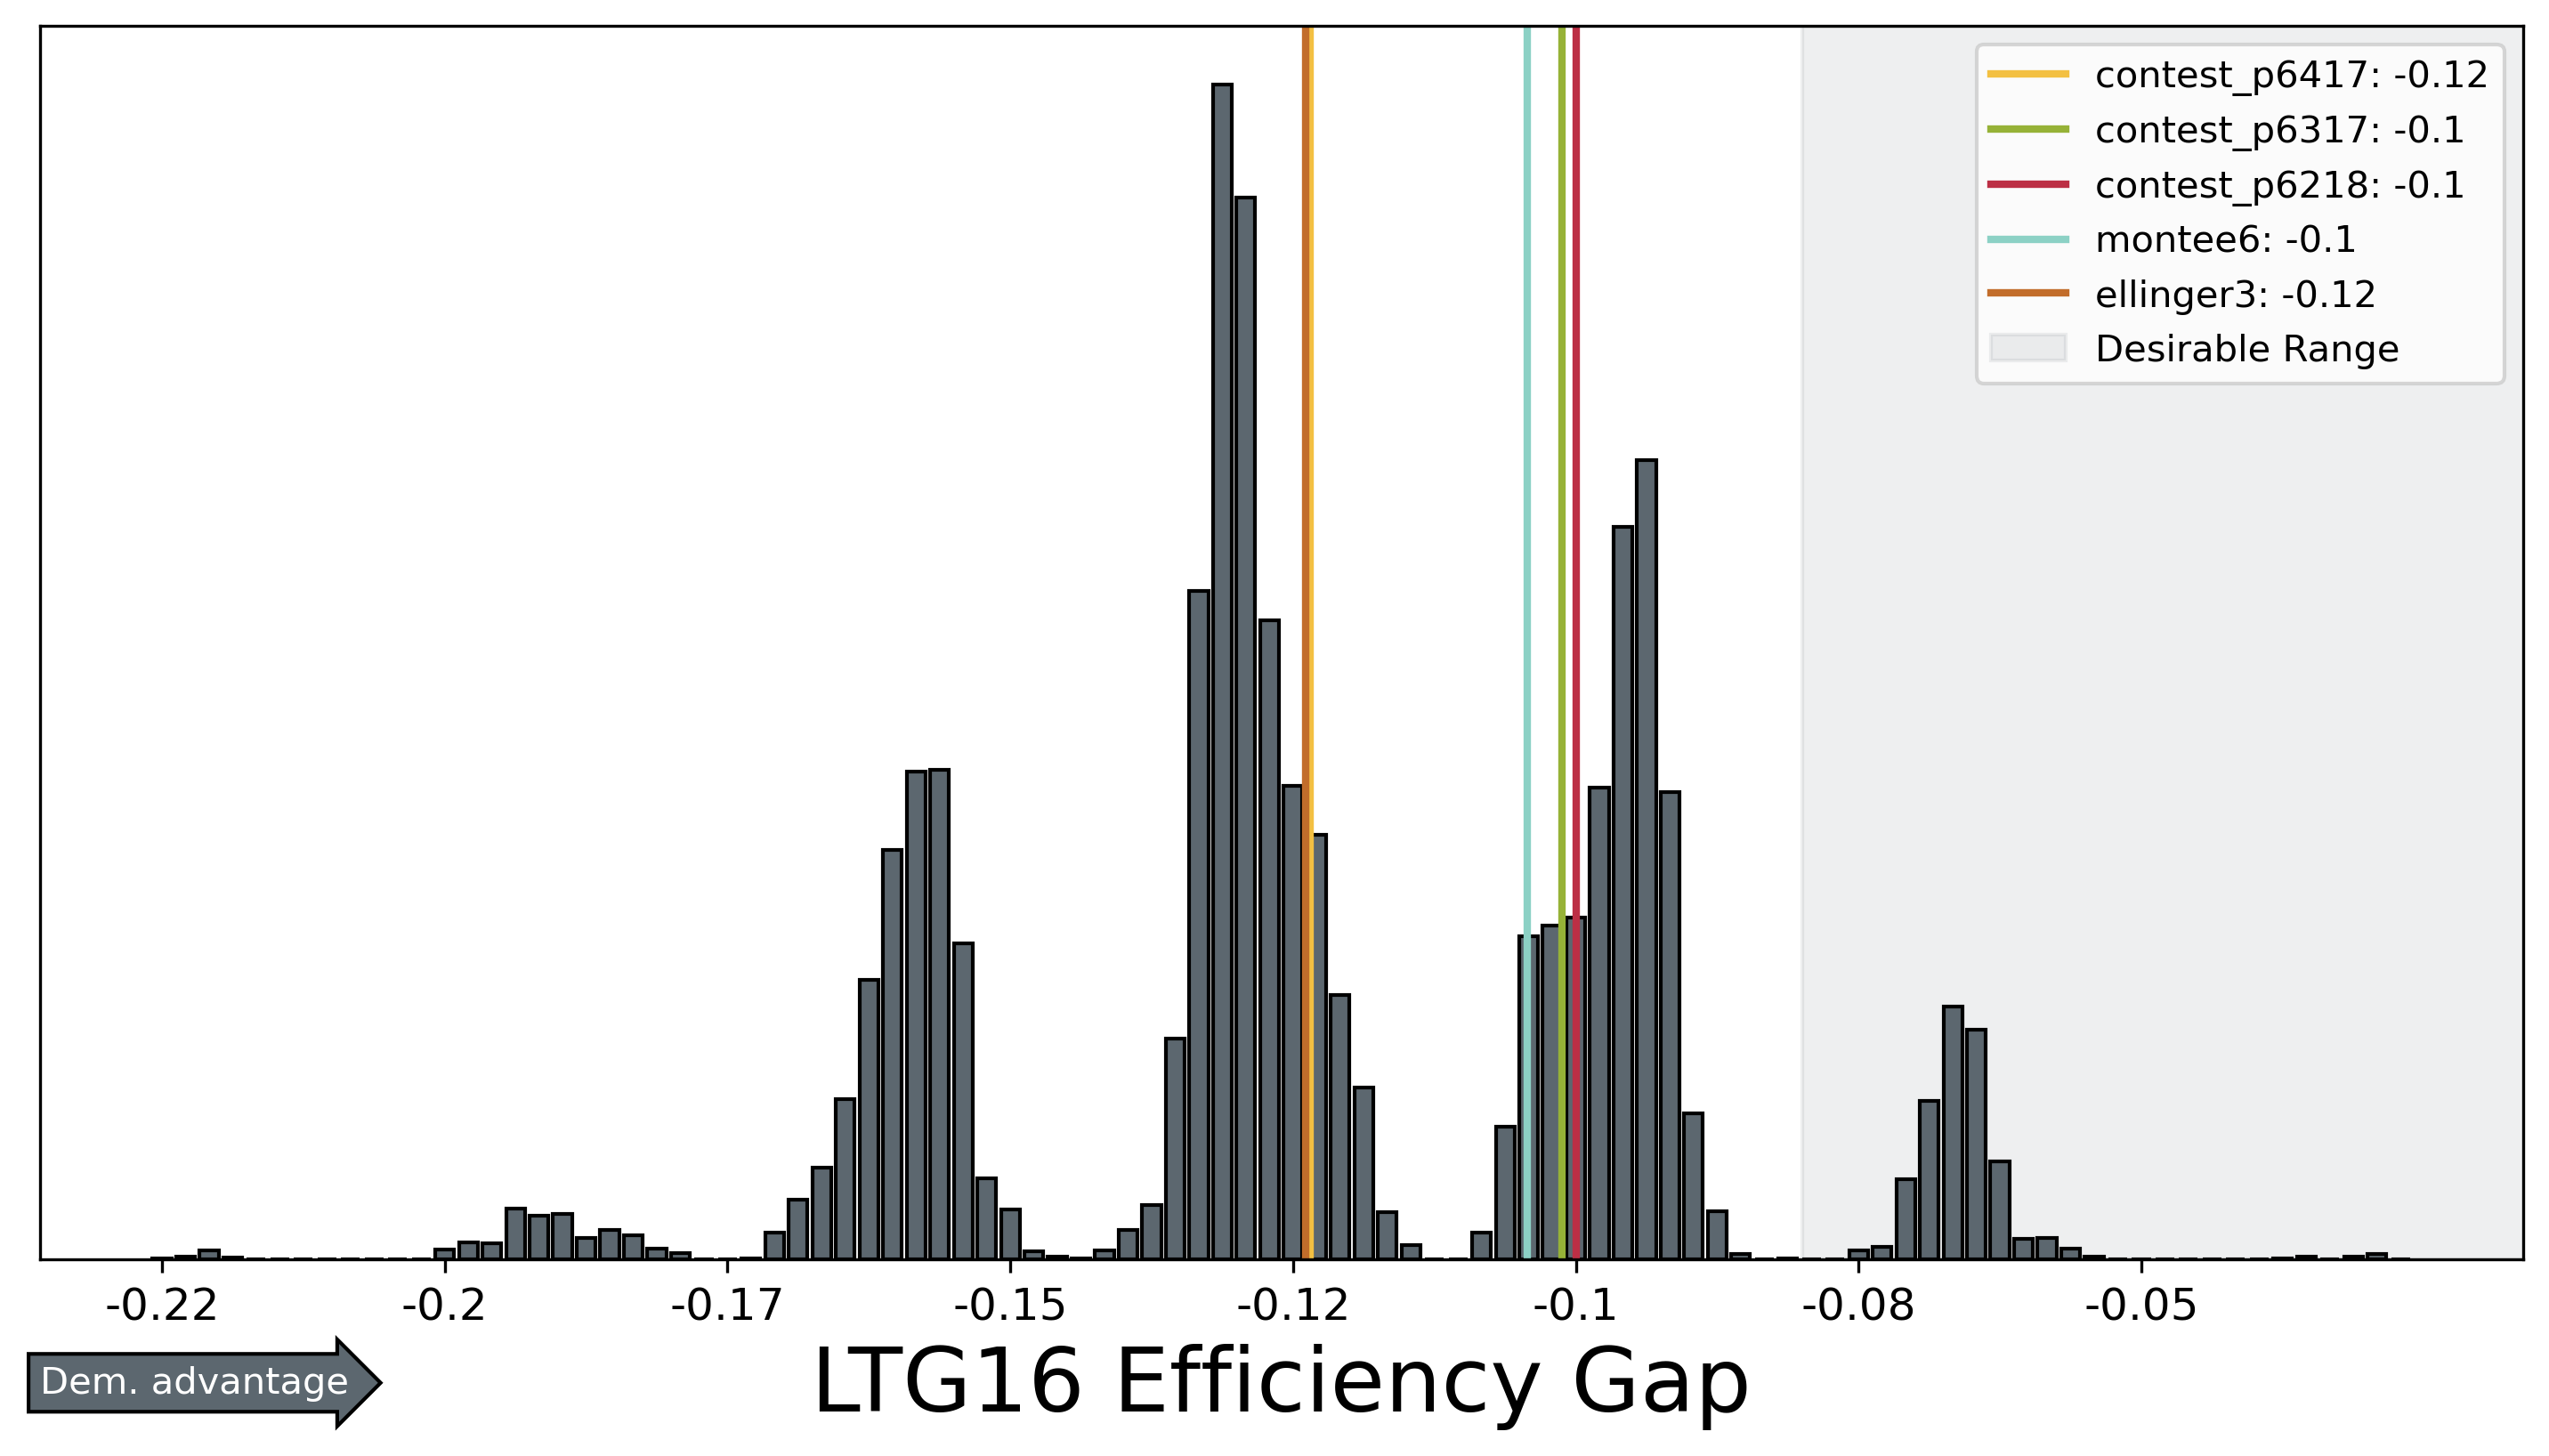 contest_p6417: -0.12
contest_p6317: -0.1
contest_p6218: -0.1
montee6: -0.1
ellinger3: -0.12
Desirable Range
-0.22 -0.2 -0.17 -0.15 -0.12 -0.1 -0.08 -0.05
Dem. advantage
LTG16 Efficiency Gap